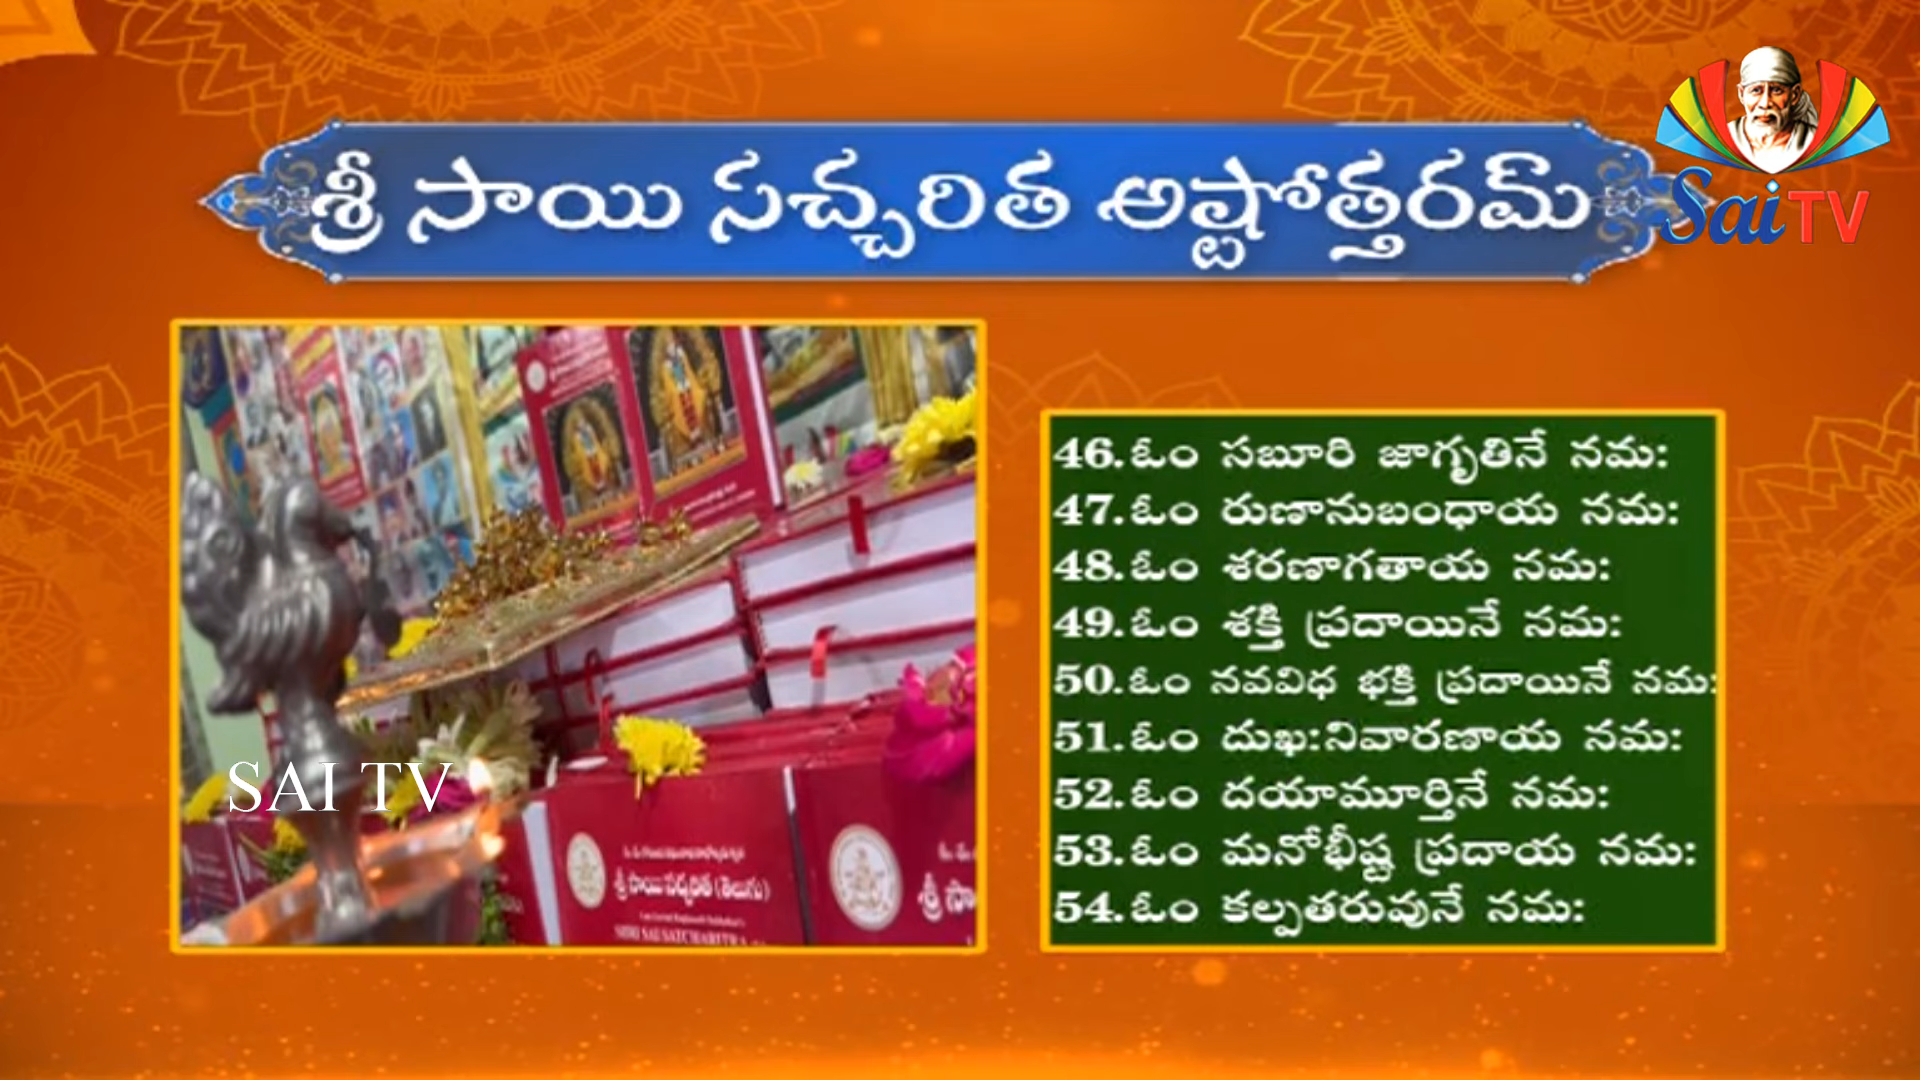 శ్రీ సాయి సచ్చరిత అష్టోత్తరమ్
Sai TV
46.ఓం సబూరి జాగృతినే నమ:
47.ఓం రుణానుబంధాయ నమ:
48.ఓం శరణాగతాయ నమ:
49.ఓం శక్తి ప్రదాయినే నమ:
50.ఓం నవవిధ భక్తి ప్రదాయినే నమ:
51.ఓం దుఖ:నివారణాయ నమ:
52.ఓం దయామూర్తినే నమ:
53.ఓం మనోభీష్ట ప్రదాయ నమ:
54.ఓం కల్పతరువునే నమ:
SAI TV
శ్రీ సాయి సచ్చరిత (తెలుగు)
SHRI SAI SATCHARITRA
శ్రీ